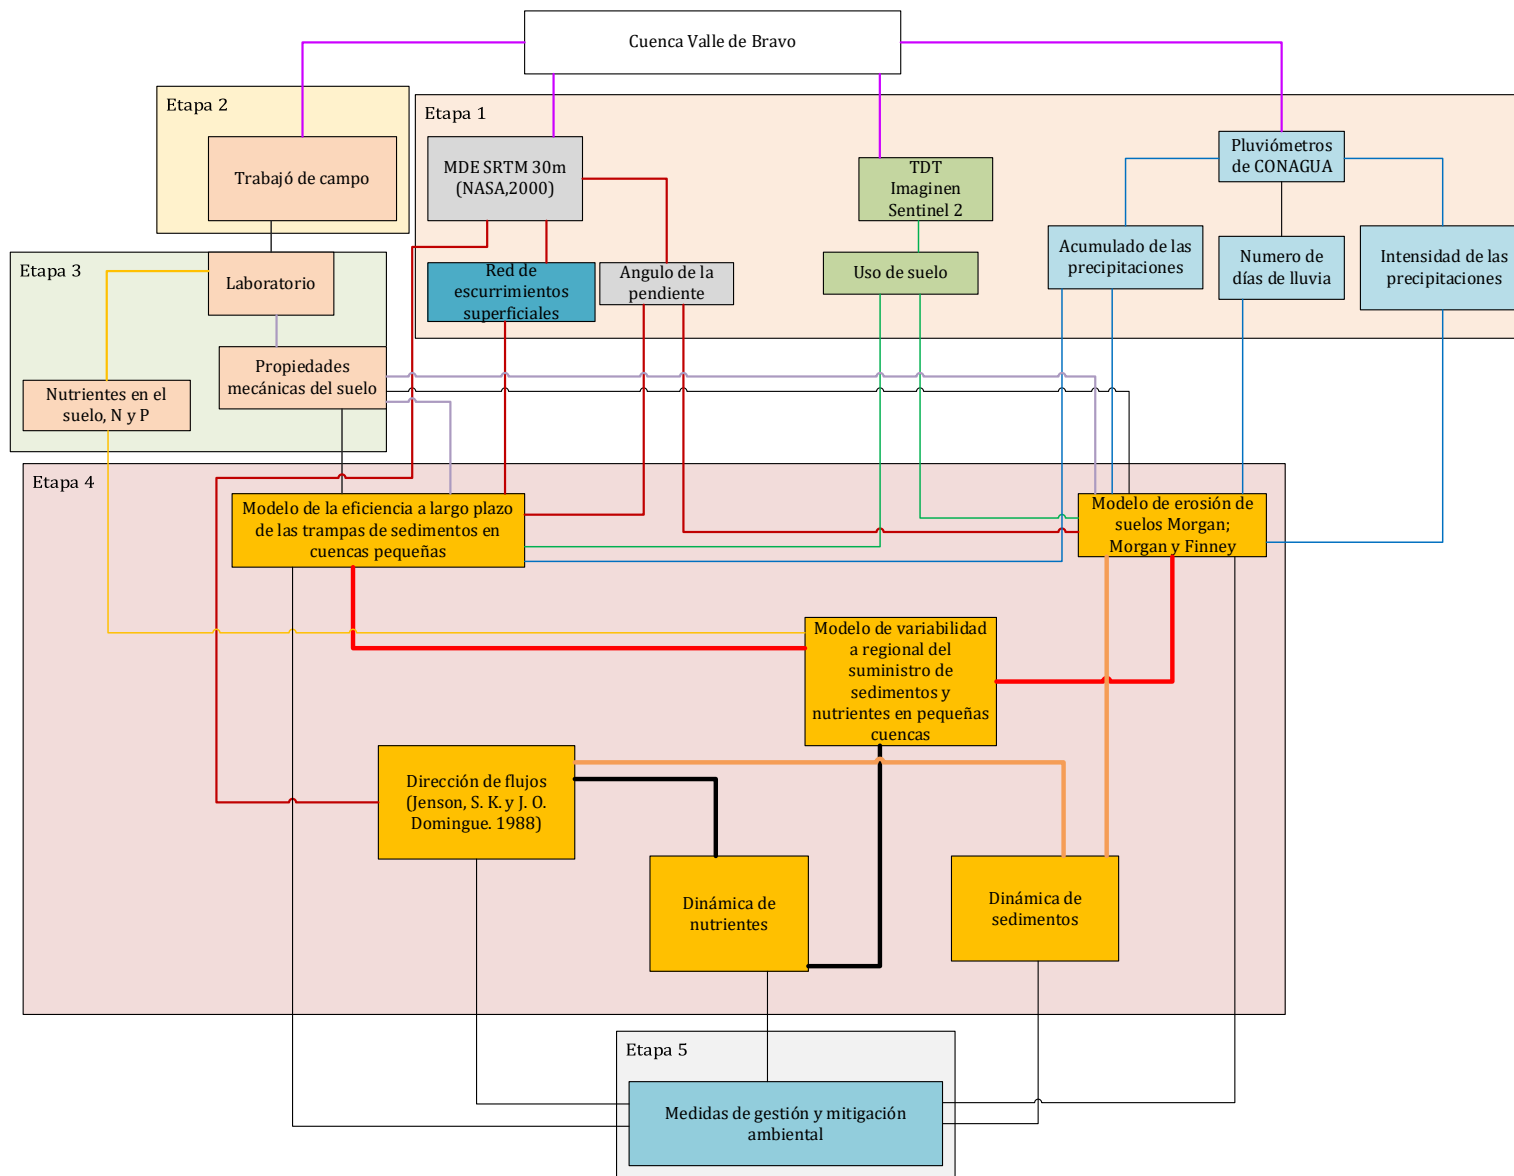 Cuenca Valle de Bravo
Etapa 2
Trabajó de campo
Etapa 1
MDE SRTM 30m
(NASA,2000)
TDT
Imaginen
Sentinel 2
Pluviómetros
de CONAGUA
Red de
escurrimientos
superficiales
Angulo de la
pendiente
Uso de suelo
Acumulado de las
precipitaciones
Numero de
días de lluvia
Intensidad de las
precipitaciones
Etapa 3
Laboratorio
Propiedades
mecánicas del suelo
Nutrientes en el
suelo, N y P
Etapa 4
Modelo de la eficiencia a largo plazo
de las trampas de sedimentos en
cuencas pequeñas
Modelo de erosión de
suelos Morgan;
Morgan y Finney
Modelo de variabilidad
a regional del
suministro de
sedimentos y
nutrientes en pequeñas
cuencas
Dirección de flujos
(Jenson, S. K. y J. O.
Domingue. 1988)
Dinámica de
nutrientes
Dinámica de
sedimentos
Etapa 5
Medidas de gestión y mitigación
ambiental